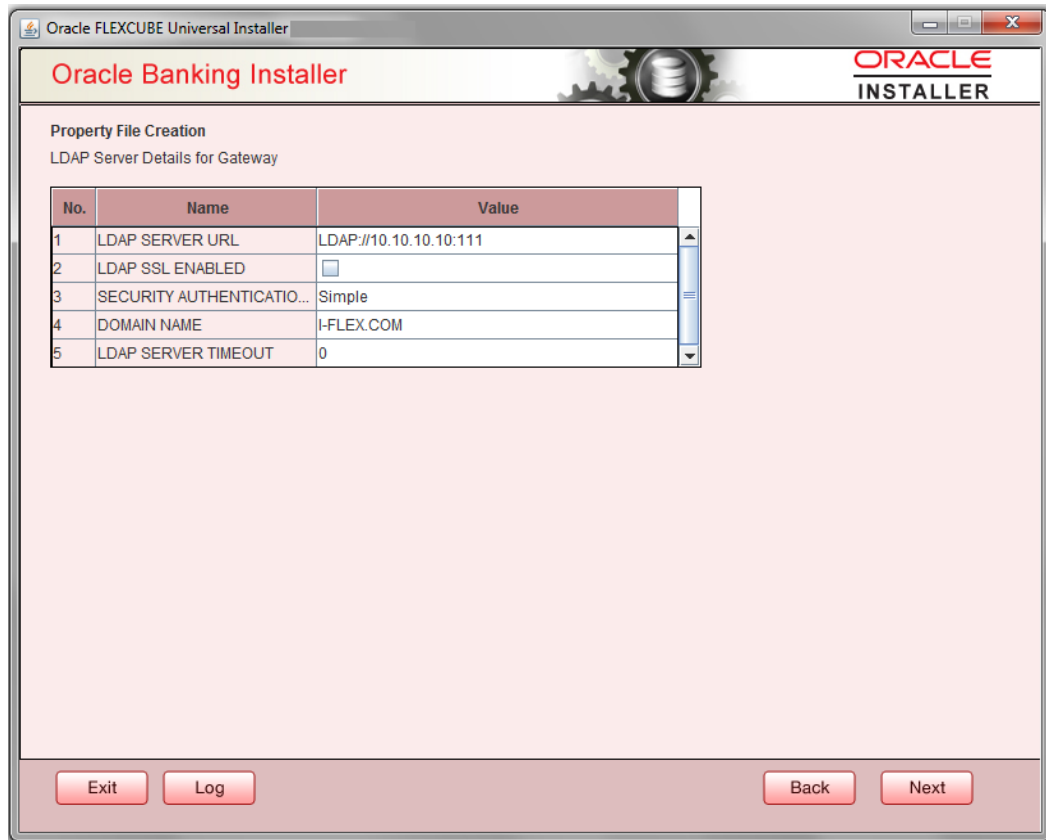 Oracle FLEXCUBE Universal Installer
Oracle Banking Installer
ORACLE
INSTALLER
Property File Creation
LDAP Server Details for Gateway
No. Name Value
1 LDAP SERVER URL LDAP://10.10.10.10:111
2 LDAP SSL ENABLED
3 SECURITY AUTHENTICATIO... Simple
4 DOMAIN NAME I-FLEX.COM
5 LDAP SERVER TIMEOUT 0
Exit Log Back Next